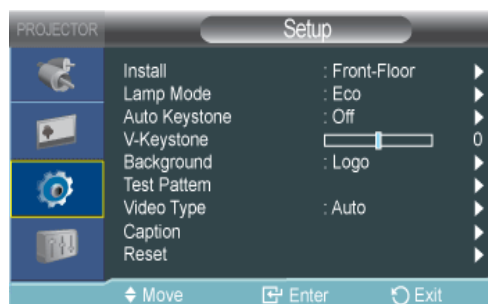 PROJECTOR
Setup
Install : Front-Floor
Lamp Mode : Eco
Auto Keystone : Off
V-Keystone 0
Background : Logo
Test Pattem
Video Type : Auto
Caption
Reset
Move Enter Exit